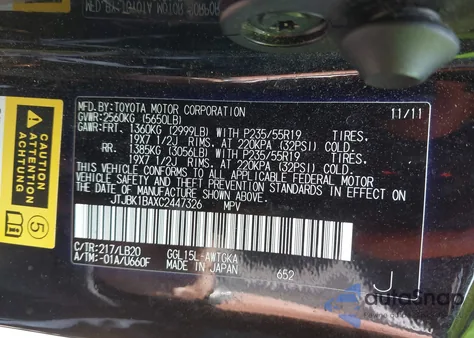 Attention
Achtung
5
MFD.BY:TOYOTA MOTOR CORPORATION 11/11
GVWR:2560KG (5650LB)
GAWR:FRT. 1360KG (2999LB) WITH P235/55R19 TIRES,
19X7 1/2J RIMS, AT 220KPA (32PSI) COLD.
RR. 1385KG (3056LB) WITH P235/55R19 TIRES,
19X7 1/2J RIMS, AT 220KPA (32PSI) COLD.
THIS VEHICLE CONFORMS TO ALL APPLICABLE FEDERAL MOTOR
VEHICLE SAFETY AND THEFT PREVENTION STANDARDS IN EFFECT
ON THE DATE OF MANUFACTURE SHOWN ABOVE.
JTJBK1BAXC2447326 MPV
C/TR:217/LB20 GGL15L-AWTGKA
A/TM:-01A/U660F MADE IN JAPAN 652 J
autosnap